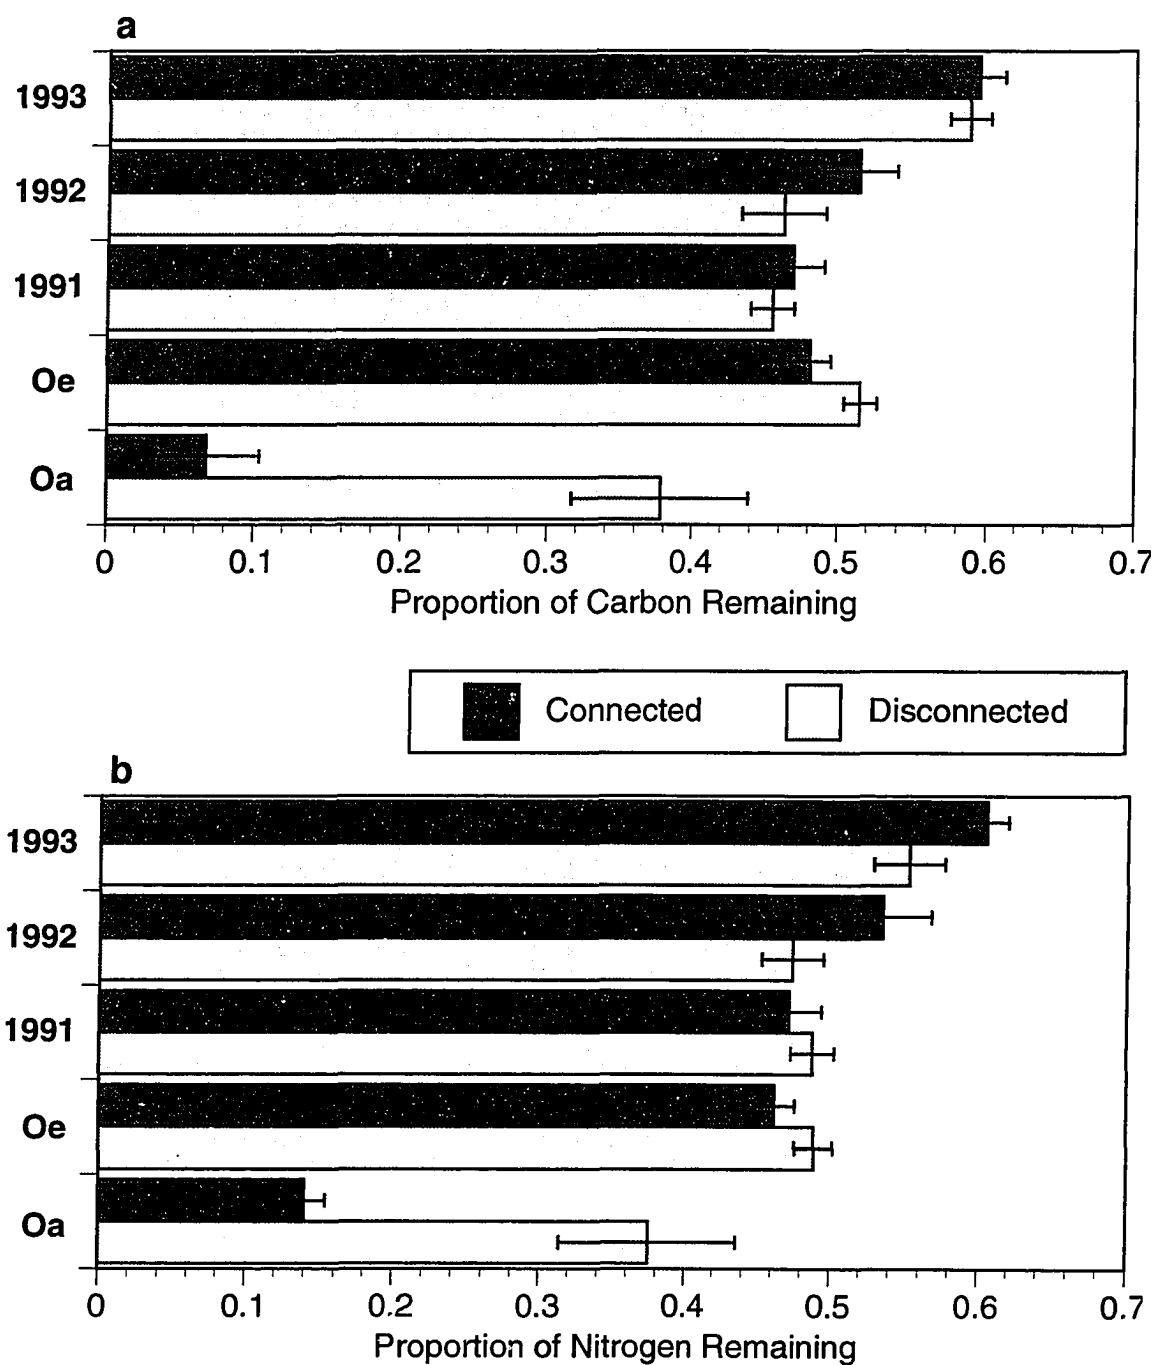 a
1993
1992
1991
Oe
Oa
0 0.1 0.2 0.3 0.4 0.5 0.6 0.7
Proportion of Carbon Remaining
Connected Disconnected
b
1993
1992
1991
Oe
Oa
0 0.1 0.2 0.3 0.4 0.5 0.6 0.7
Proportion of Nitrogen Remaining